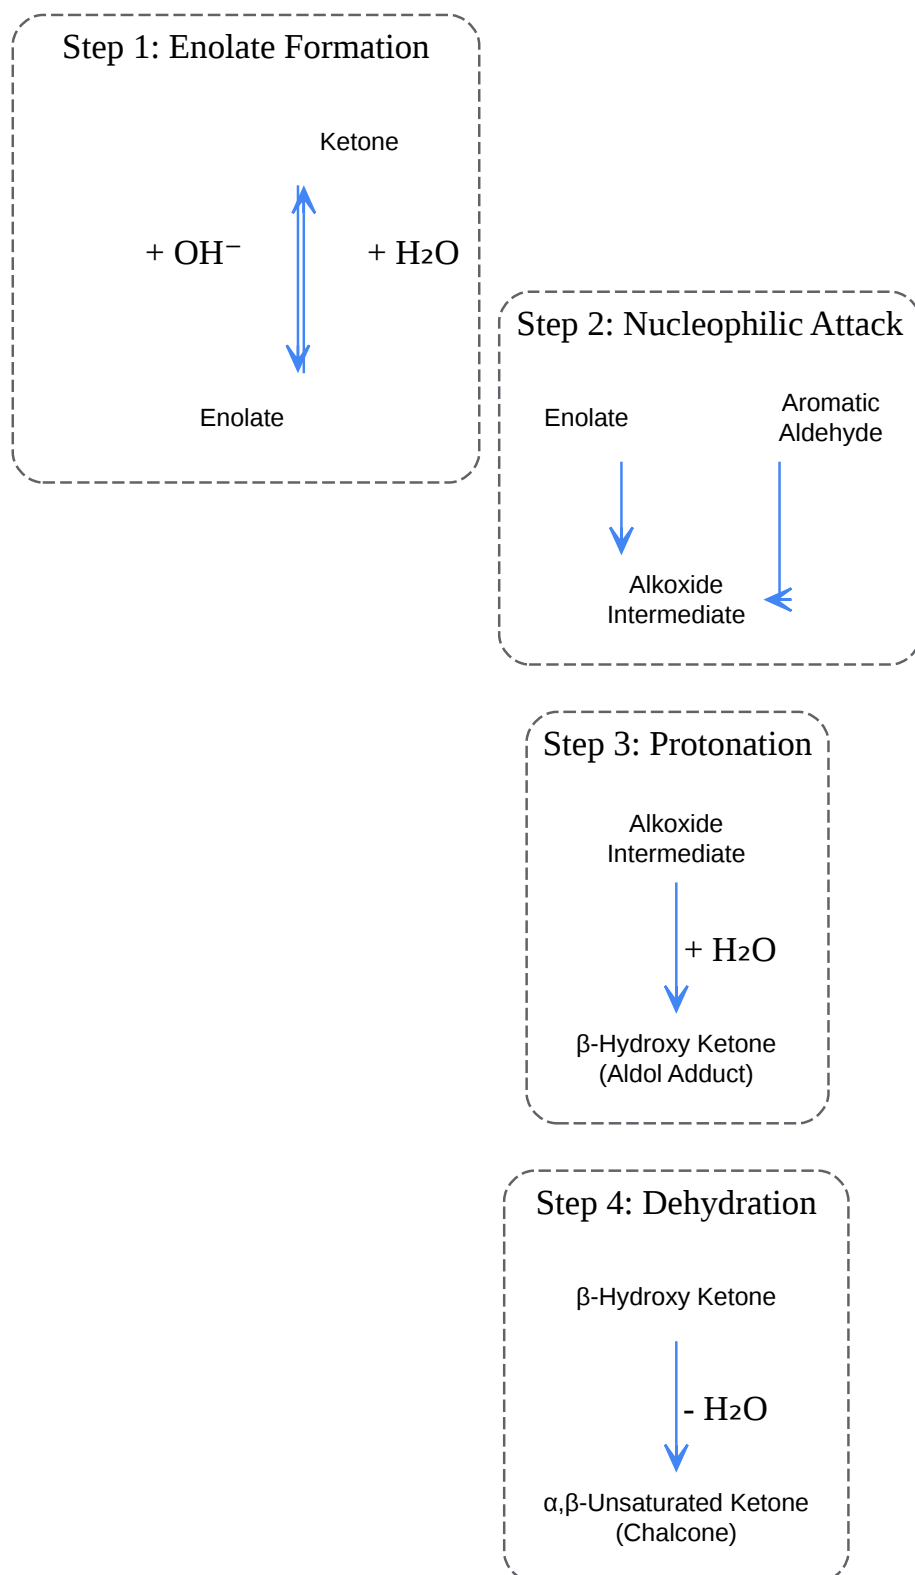 Step 1: Enolate Formation
Ketone
+ OH⁻
+ H₂O
Enolate
Step 2: Nucleophilic Attack
Enolate
Aromatic
Aldehyde
Alkoxide
Intermediate
Step 3: Protonation
Alkoxide
Intermediate
+ H₂O
β-Hydroxy Ketone
(Aldol Adduct)
Step 4: Dehydration
β-Hydroxy Ketone
- H₂O
α,β-Unsaturated Ketone
(Chalcone)